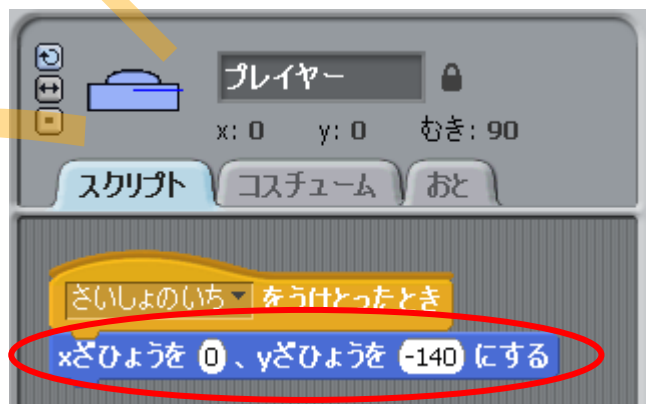 プレイヤー
x: 0 y: 0 むき: 90
スクリプト コスチューム おと
さいしょのいち をうけとったとき
xざひょうを 0 、yざひょうを -140 にする